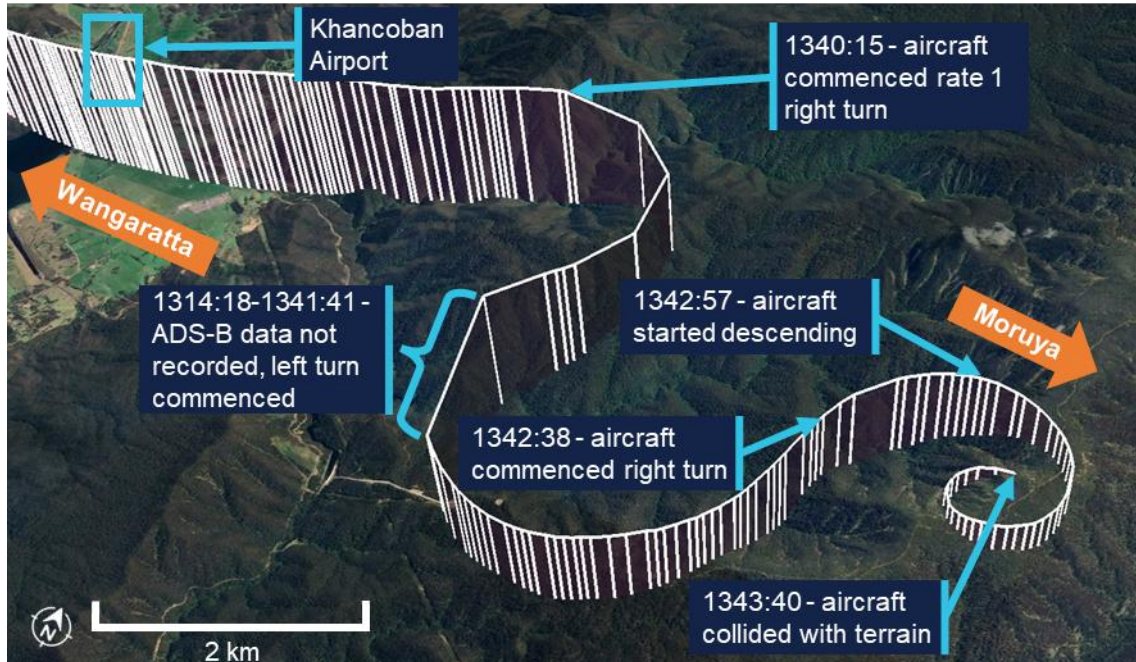 Khancoban
Airport
1340:15 - aircraft
commenced rate 1
right turn
Wangaratta
1314:18-1341:41 -
ADS-B data not
recorded, left turn
commenced
1342:57 - aircraft
started descending
Moruya
1342:38 - aircraft
commenced right turn
1343:40 - aircraft
collided with terrain
N
2 km